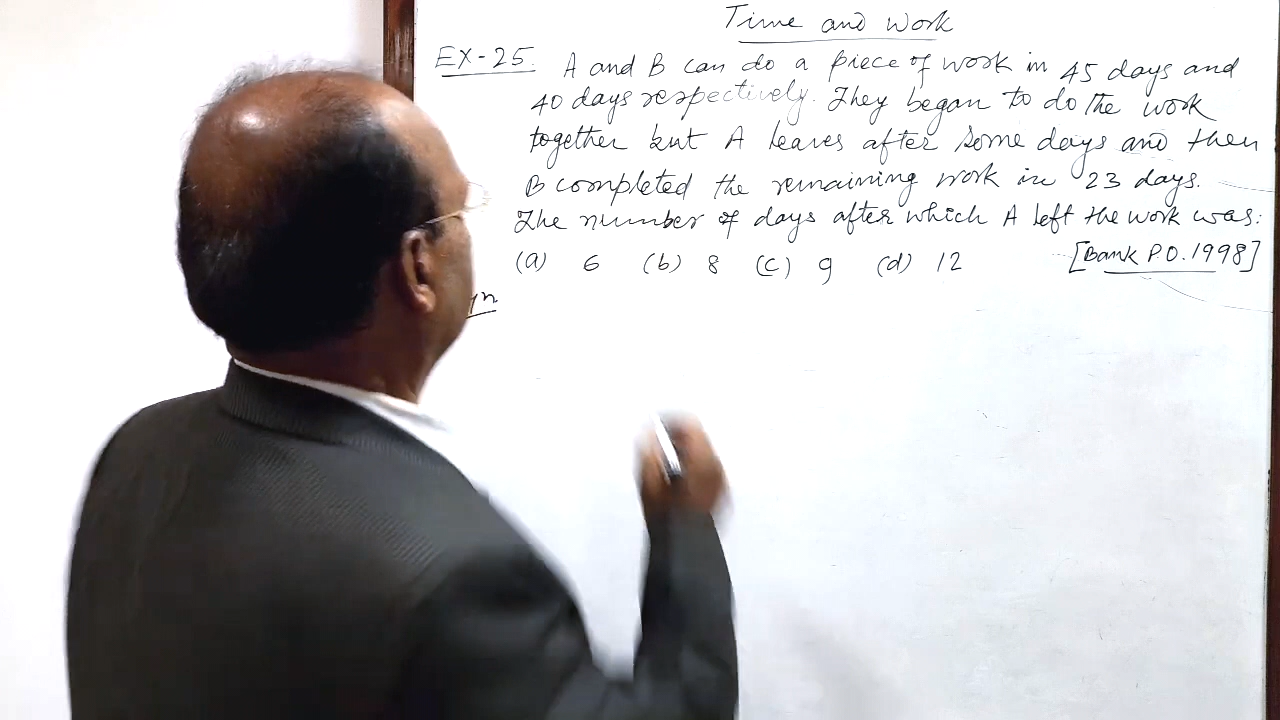 Time and Work
EX-25. A and B can do a piece of work in 45 days and
40 days respectively. They began to do the work
together but A leaves after some days and then
B completed the remaining work in 23 days.
The number of days after which A left the work was:
(a) 6 (b) 8 (c) 9 (d) 12 [Bank P.O. 1998]